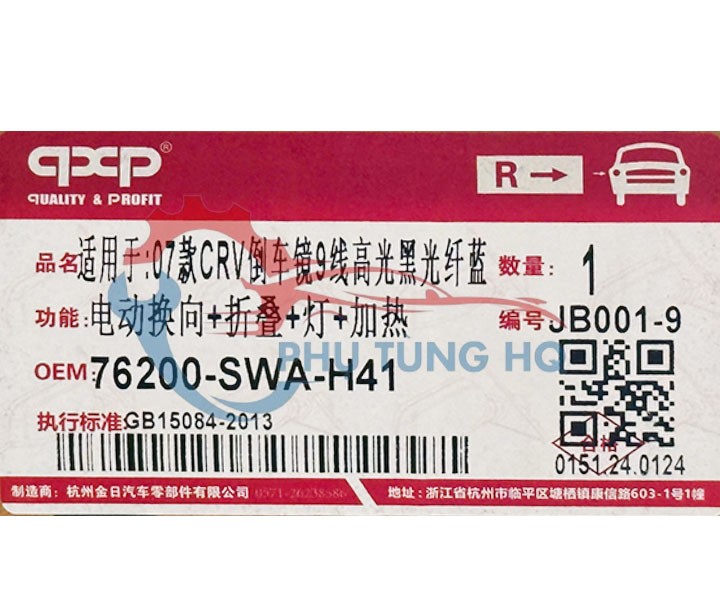 qxp®
QUALITY & PROFIT
R→
品名:适用于:07款CRV倒车镜9线高光黑光纤蓝
数量: 1
功能:电动换向+折叠+灯+加热
编号:JB001-9
PHU TUNG HQ
OEM:76200-SWA-H41
执行标准:GB15084-2013
合格
0151.24.0124
制造商：杭州金日汽车零部件有限公司 0571-26238586
地址：浙江省杭州市临平区塘栖镇康信路603-1号1幢